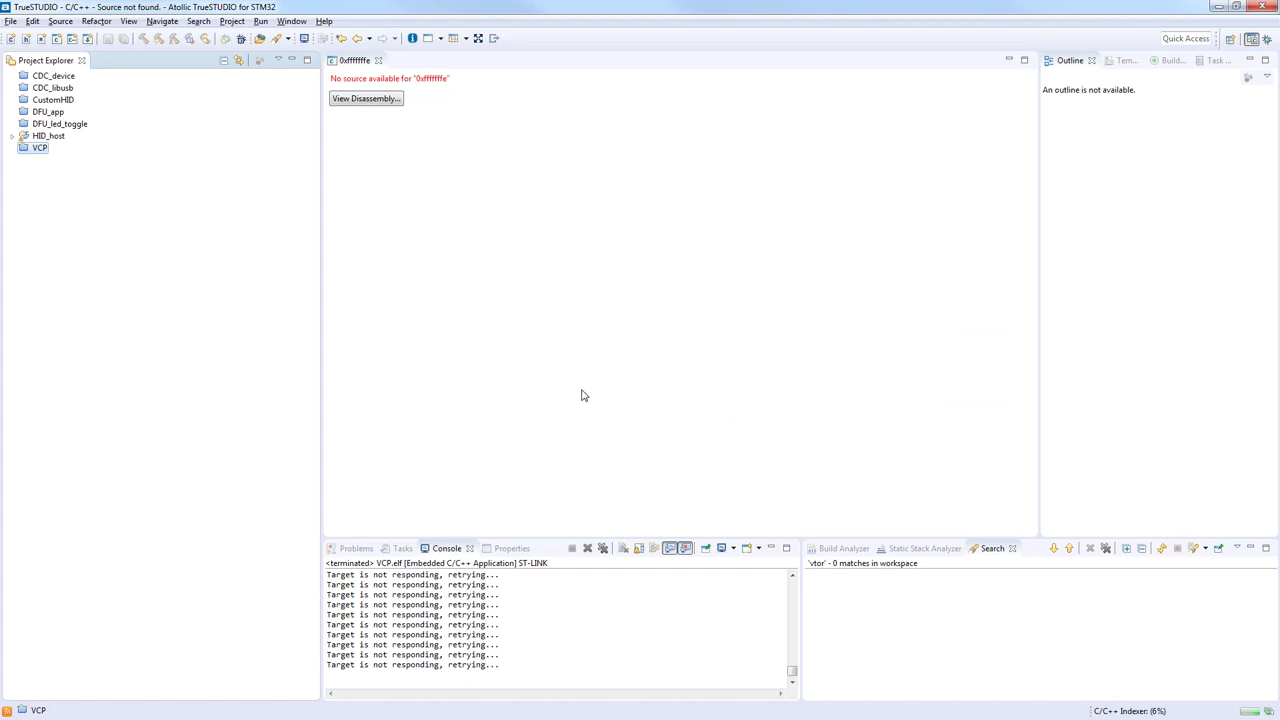 TrueSTUDIO - C/C++ - Source not found. - Atollic TrueSTUDIO for STM32
File Edit Source Refactor View Navigate Search Project Run Window Help
Quick Access
Project Explorer
CDC_device
CDC_libusb
CustomHID
DFU_app
DFU_led_toggle
HID_host
VCP
0xfffffffe
No source available for "0xfffffffe"
View Disassembly...
Outline Tem... Build... Task ...
An outline is not available.
Problems Tasks Console Properties
<terminated> VCP.elf [Embedded C/C++ Application] ST-LINK
Target is not responding, retrying...
Target is not responding, retrying...
Target is not responding, retrying...
Target is not responding, retrying...
Target is not responding, retrying...
Target is not responding, retrying...
Target is not responding, retrying...
Target is not responding, retrying...
Target is not responding, retrying...
Target is not responding, retrying...
Build Analyzer Static Stack Analyzer Search
'vtor' - 0 matches in workspace
VCP
C/C++ Indexer: (6%)